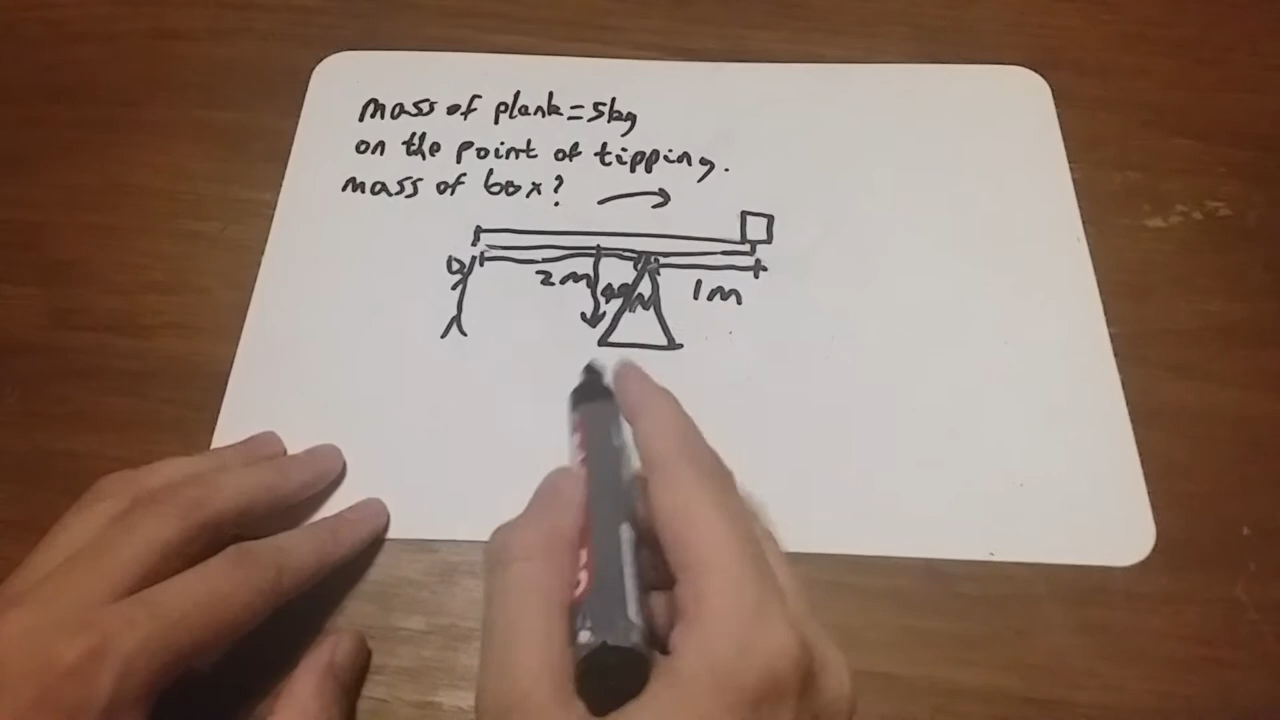 mass of plank = 5kg
on the point of tipping.
mass of box?
2m
1m